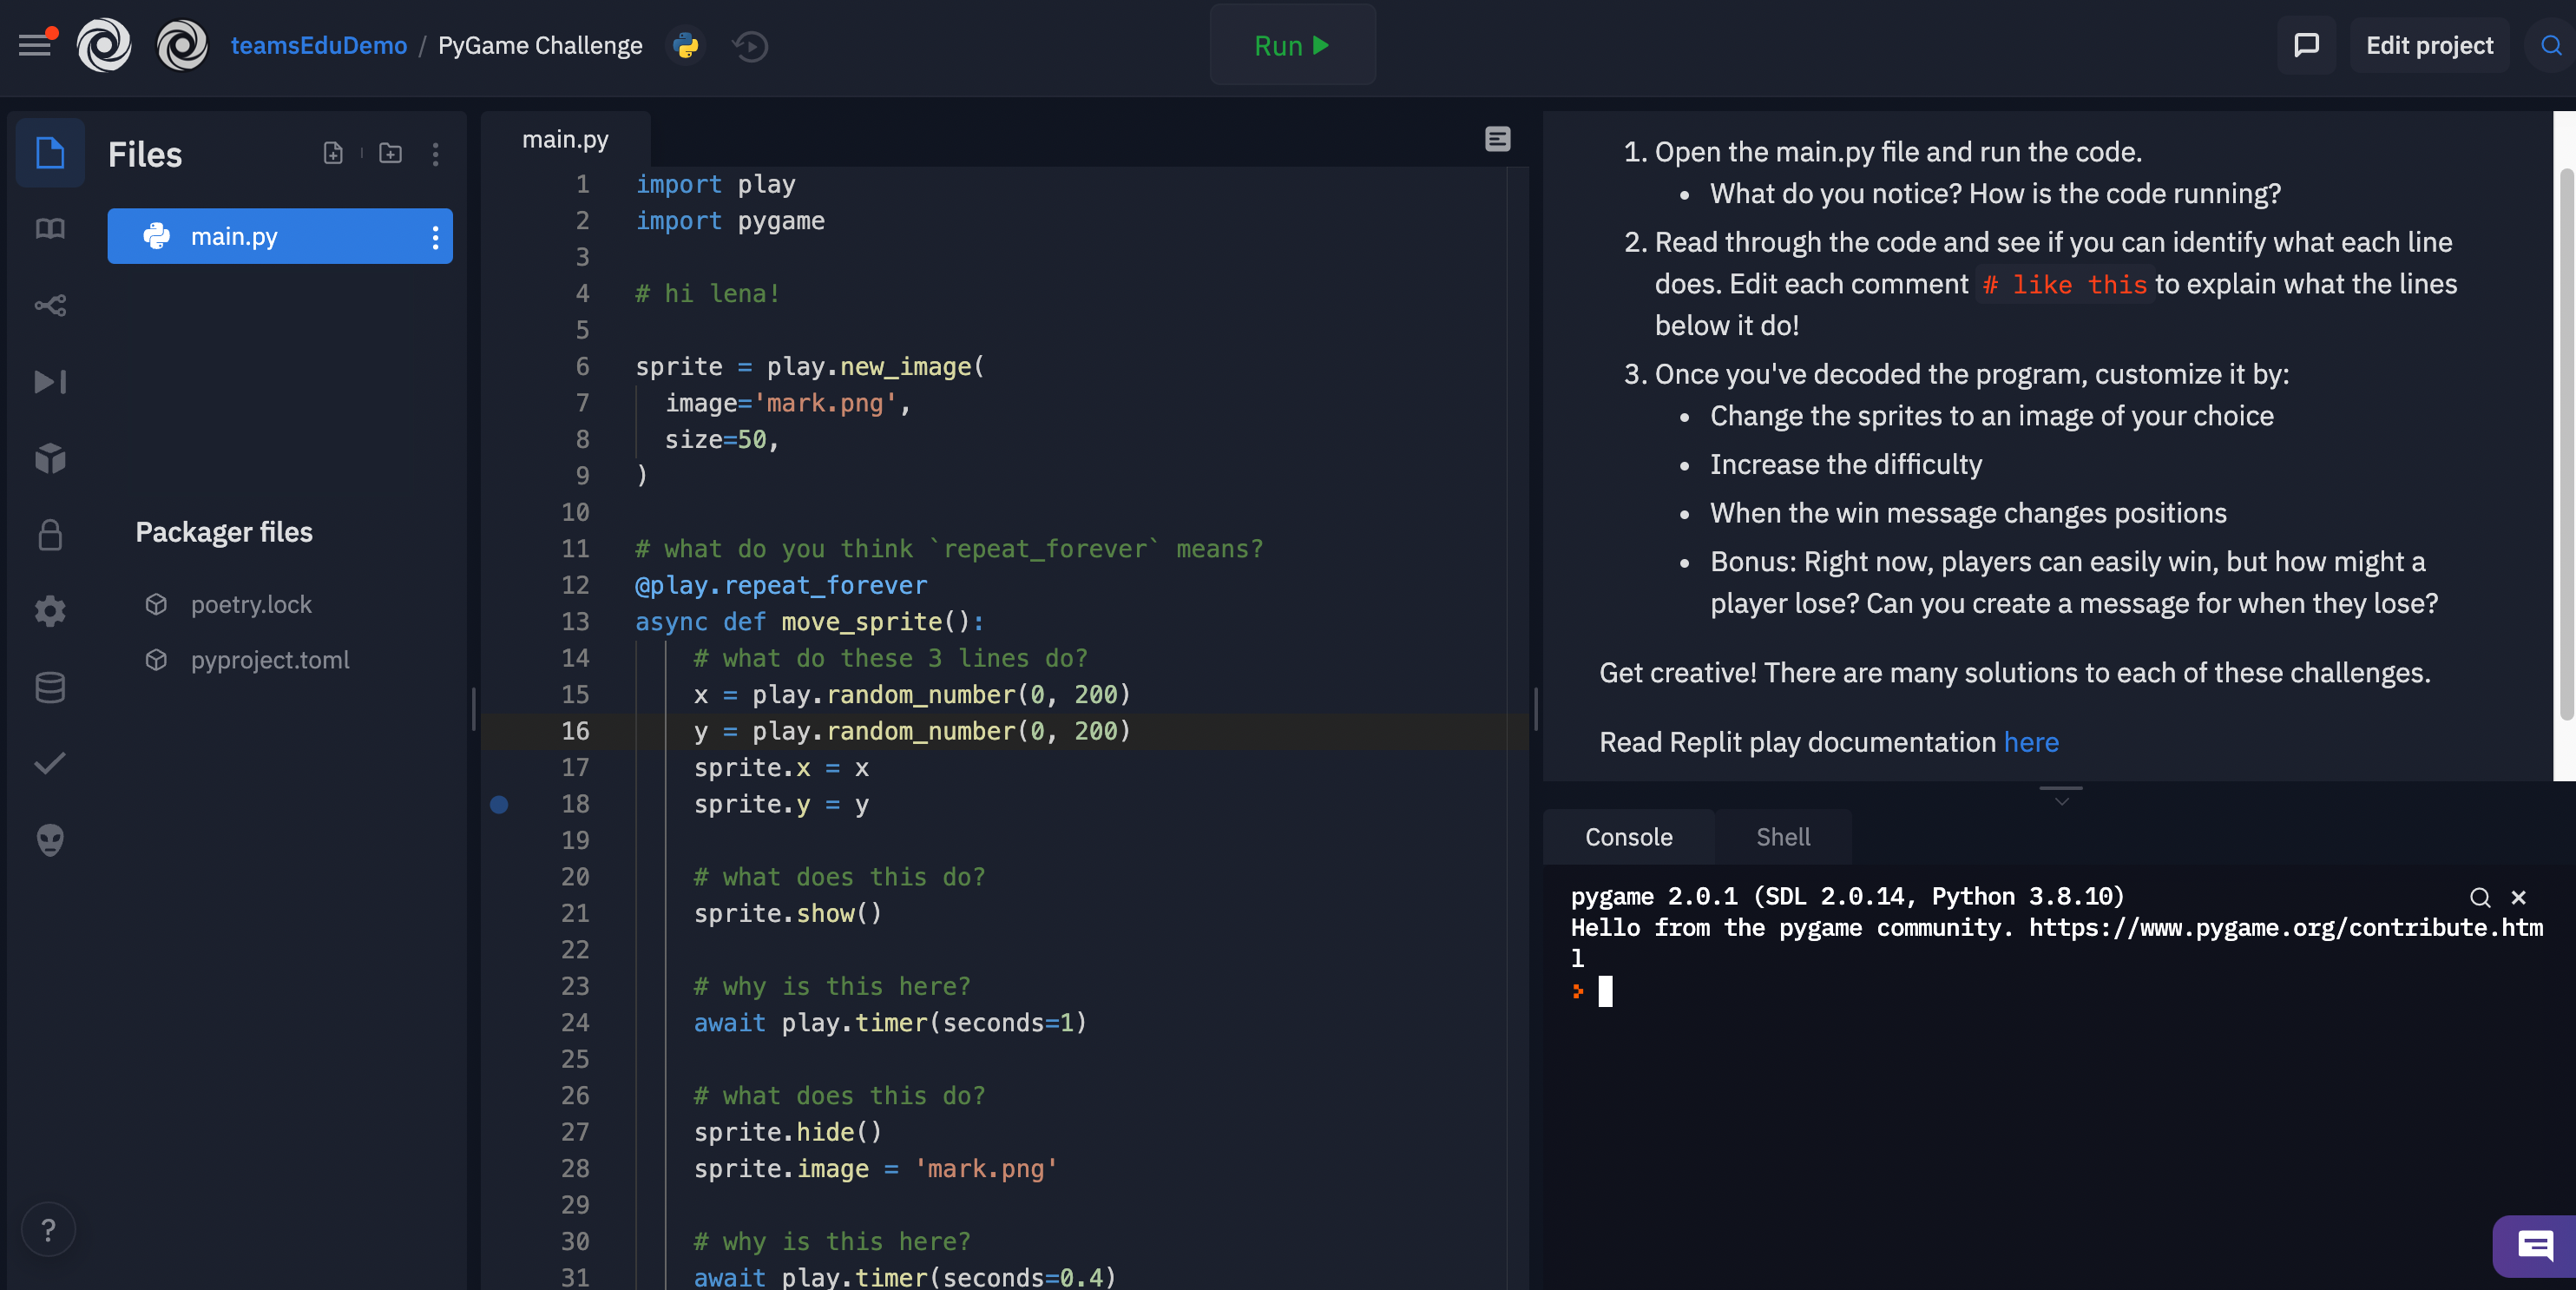 teamsEduDemo / PyGame Challenge
Run
Edit project
Files
main.py
Packager files
poetry.lock
pyproject.toml
?
main.py
1 import play
2 import pygame
3
4 # hi lena!
5
6 sprite = play.new_image(
7 image='mark.png',
8 size=50,
9 )
10
11 # what do you think `repeat_forever` means?
12 @play.repeat_forever
13 async def move_sprite():
14 # what do these 3 lines do?
15 x = play.random_number(0, 200)
16 y = play.random_number(0, 200)
17 sprite.x = x
18 sprite.y = y
19
20 # what does this do?
21 sprite.show()
22
23 # why is this here?
24 await play.timer(seconds=1)
25
26 # what does this do?
27 sprite.hide()
28 sprite.image = 'mark.png'
29
30 # why is this here?
31 await play.timer(seconds=0.4)
1. Open the main.py file and run the code.
• What do you notice? How is the code running?
2. Read through the code and see if you can identify what each line
does. Edit each comment # like this to explain what the lines
below it do!
3. Once you've decoded the program, customize it by:
• Change the sprites to an image of your choice
• Increase the difficulty
• When the win message changes positions
• Bonus: Right now, players can easily win, but how might a
player lose? Can you create a message for when they lose?
Get creative! There are many solutions to each of these challenges.
Read Replit play documentation here
Console
Shell
pygame 2.0.1 (SDL 2.0.14, Python 3.8.10)
Hello from the pygame community. https://www.pygame.org/contribute.htm
l